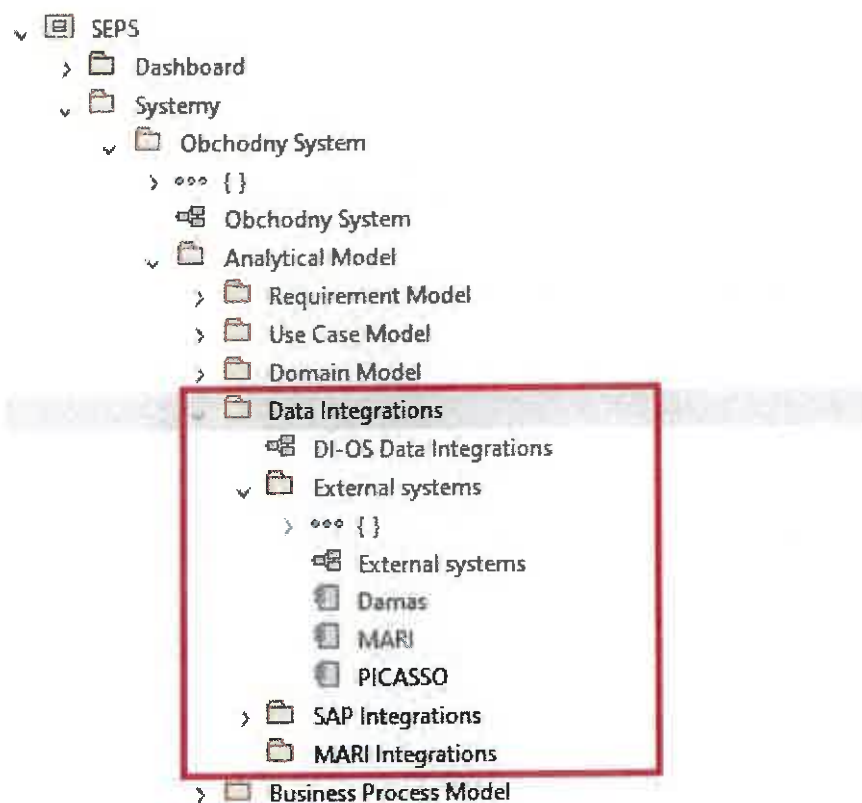 SEPS
Dashboard
Systemy
Obchodny System
{ }
Obchodny System
Analytical Model
Requirement Model
Use Case Model
Domain Model
Data Integrations
DI-OS Data Integrations
External systems
{ }
External systems
Damas
MARI
PICASSO
SAP Integrations
MARI Integrations
Business Process Model